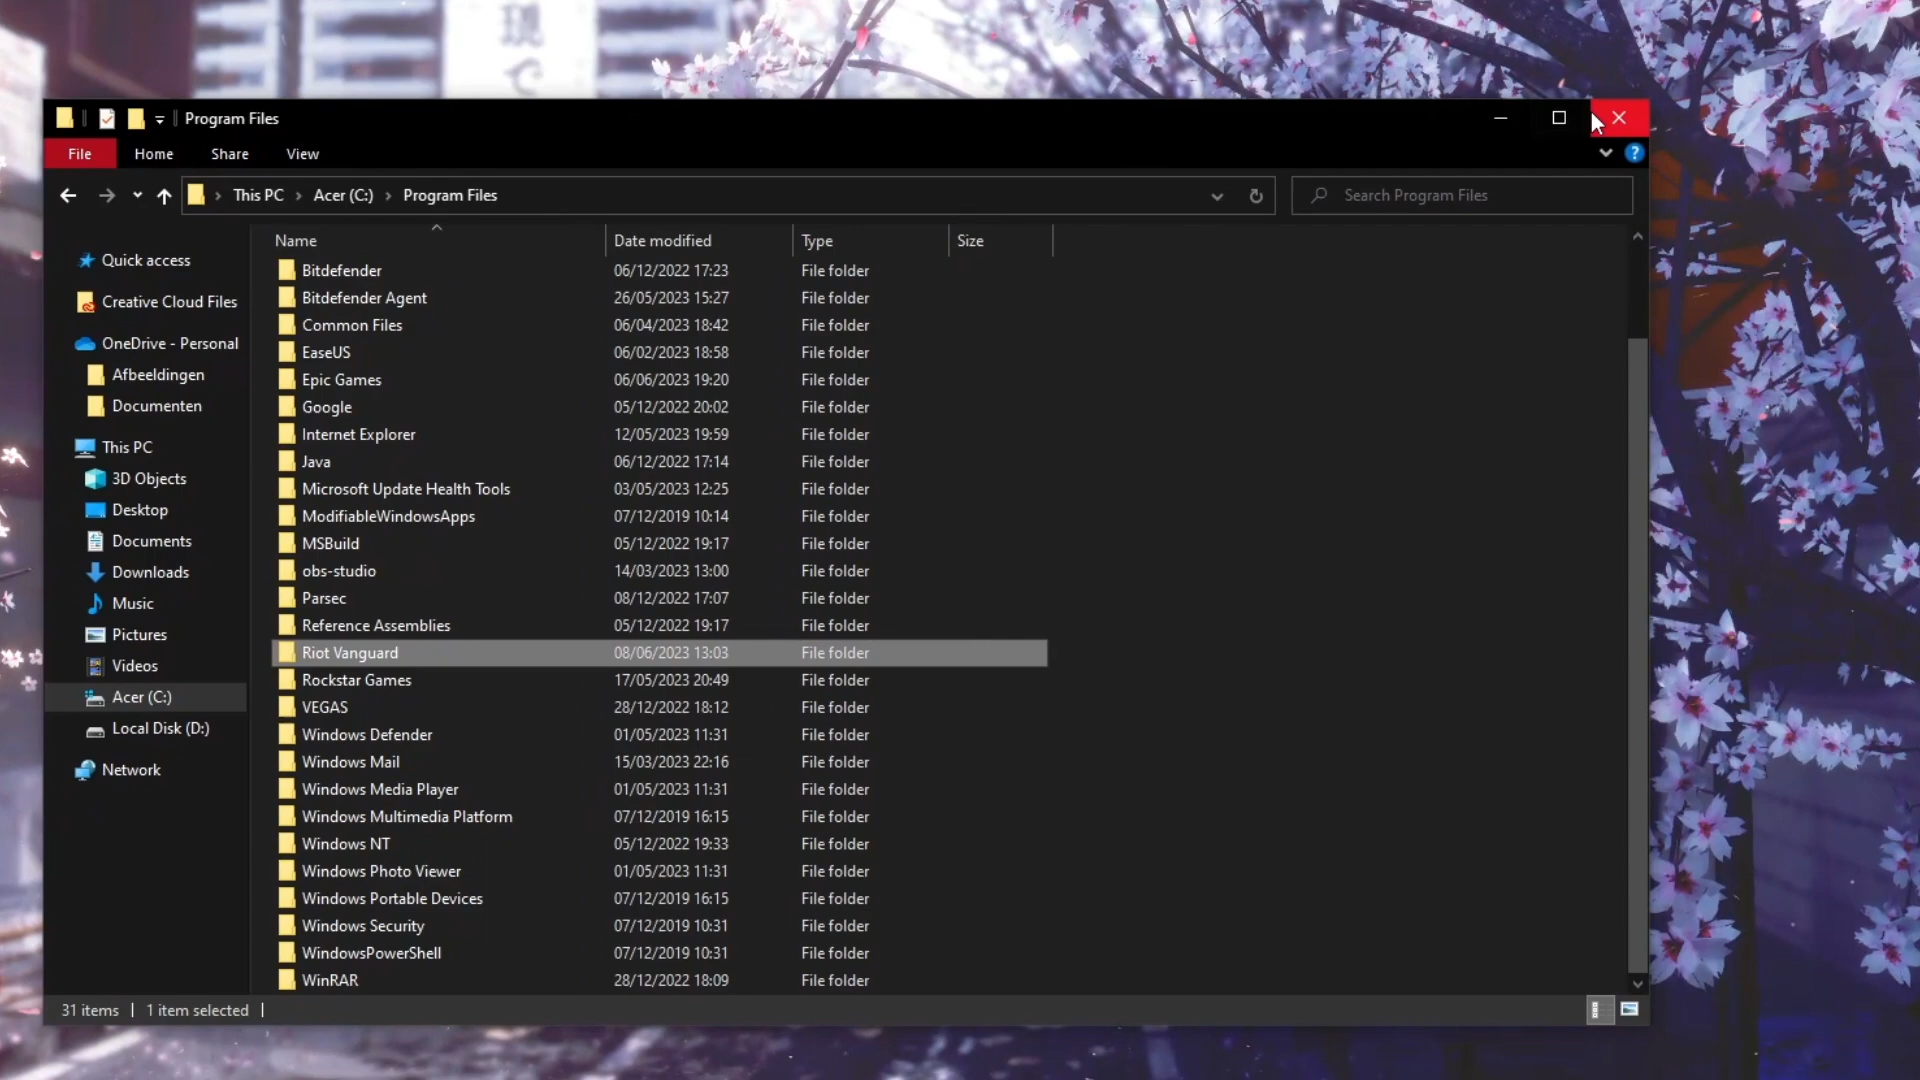 現で
Program Files
File Home Share View
This PC Acer (C:) Program Files Search Program Files
Name Date modified Type Size
Quick access
Creative Cloud Files
OneDrive - Personal
Afbeeldingen
Documenten
This PC
3D Objects
Desktop
Documents
Downloads
Music
Pictures
Videos
Acer (C:)
Local Disk (D:)
Network
Bitdefender 06/12/2022 17:23 File folder
Bitdefender Agent 26/05/2023 15:27 File folder
Common Files 06/04/2023 18:42 File folder
EaseUS 06/02/2023 18:58 File folder
Epic Games 06/06/2023 19:20 File folder
Google 05/12/2022 20:02 File folder
Internet Explorer 12/05/2023 19:59 File folder
Java 06/12/2022 17:14 File folder
Microsoft Update Health Tools 03/05/2023 12:25 File folder
ModifiableWindowsApps 07/12/2019 10:14 File folder
MSBuild 05/12/2022 19:17 File folder
obs-studio 14/03/2023 13:00 File folder
Parsec 08/12/2022 17:07 File folder
Reference Assemblies 05/12/2022 19:17 File folder
Riot Vanguard 08/06/2023 13:03 File folder
Rockstar Games 17/05/2023 20:49 File folder
VEGAS 28/12/2022 18:12 File folder
Windows Defender 01/05/2023 11:31 File folder
Windows Mail 15/03/2023 22:16 File folder
Windows Media Player 01/05/2023 11:31 File folder
Windows Multimedia Platform 07/12/2019 16:15 File folder
Windows NT 05/12/2022 19:33 File folder
Windows Photo Viewer 01/05/2023 11:31 File folder
Windows Portable Devices 07/12/2019 16:15 File folder
Windows Security 07/12/2019 10:31 File folder
WindowsPowerShell 07/12/2019 10:31 File folder
WinRAR 28/12/2022 18:09 File folder
31 items 1 item selected